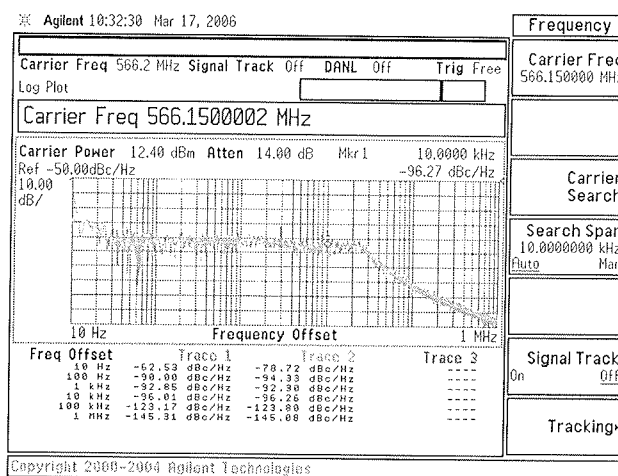 Agilent 10:32:30 Mar 17, 2006
Frequency
Carrier Freq 566.2 MHz Signal Track Off DANL Off Trig Free
Log Plot
Carrier Freq 566.1500002 MHz
Carrier Power 12.40 dBm Atten 14.00 dB Mkr1 10.0000 kHz
Ref -50.00dBc/Hz -96.27 dBc/Hz
10.00
dB/
10 Hz Frequency Offset 1 MHz
Freq Offset Trace 1 Trace 2 Trace 3
10 Hz -62.53 dBc/Hz -78.72 dBc/Hz ----
100 Hz -90.00 dBc/Hz -94.33 dBc/Hz ----
1 kHz -92.85 dBc/Hz -92.30 dBc/Hz ----
10 kHz -96.01 dBc/Hz -96.26 dBc/Hz ----
100 kHz -123.17 dBc/Hz -123.80 dBc/Hz ----
1 MHz -145.31 dBc/Hz -145.08 dBc/Hz ----
Carrier Freq
566.150000 MHz
Carrier
Search
Search Span
10.0000000 kHz
Auto Man
Signal Track
On Off
Tracking
Copyright 2000-2004 Agilent Technologies